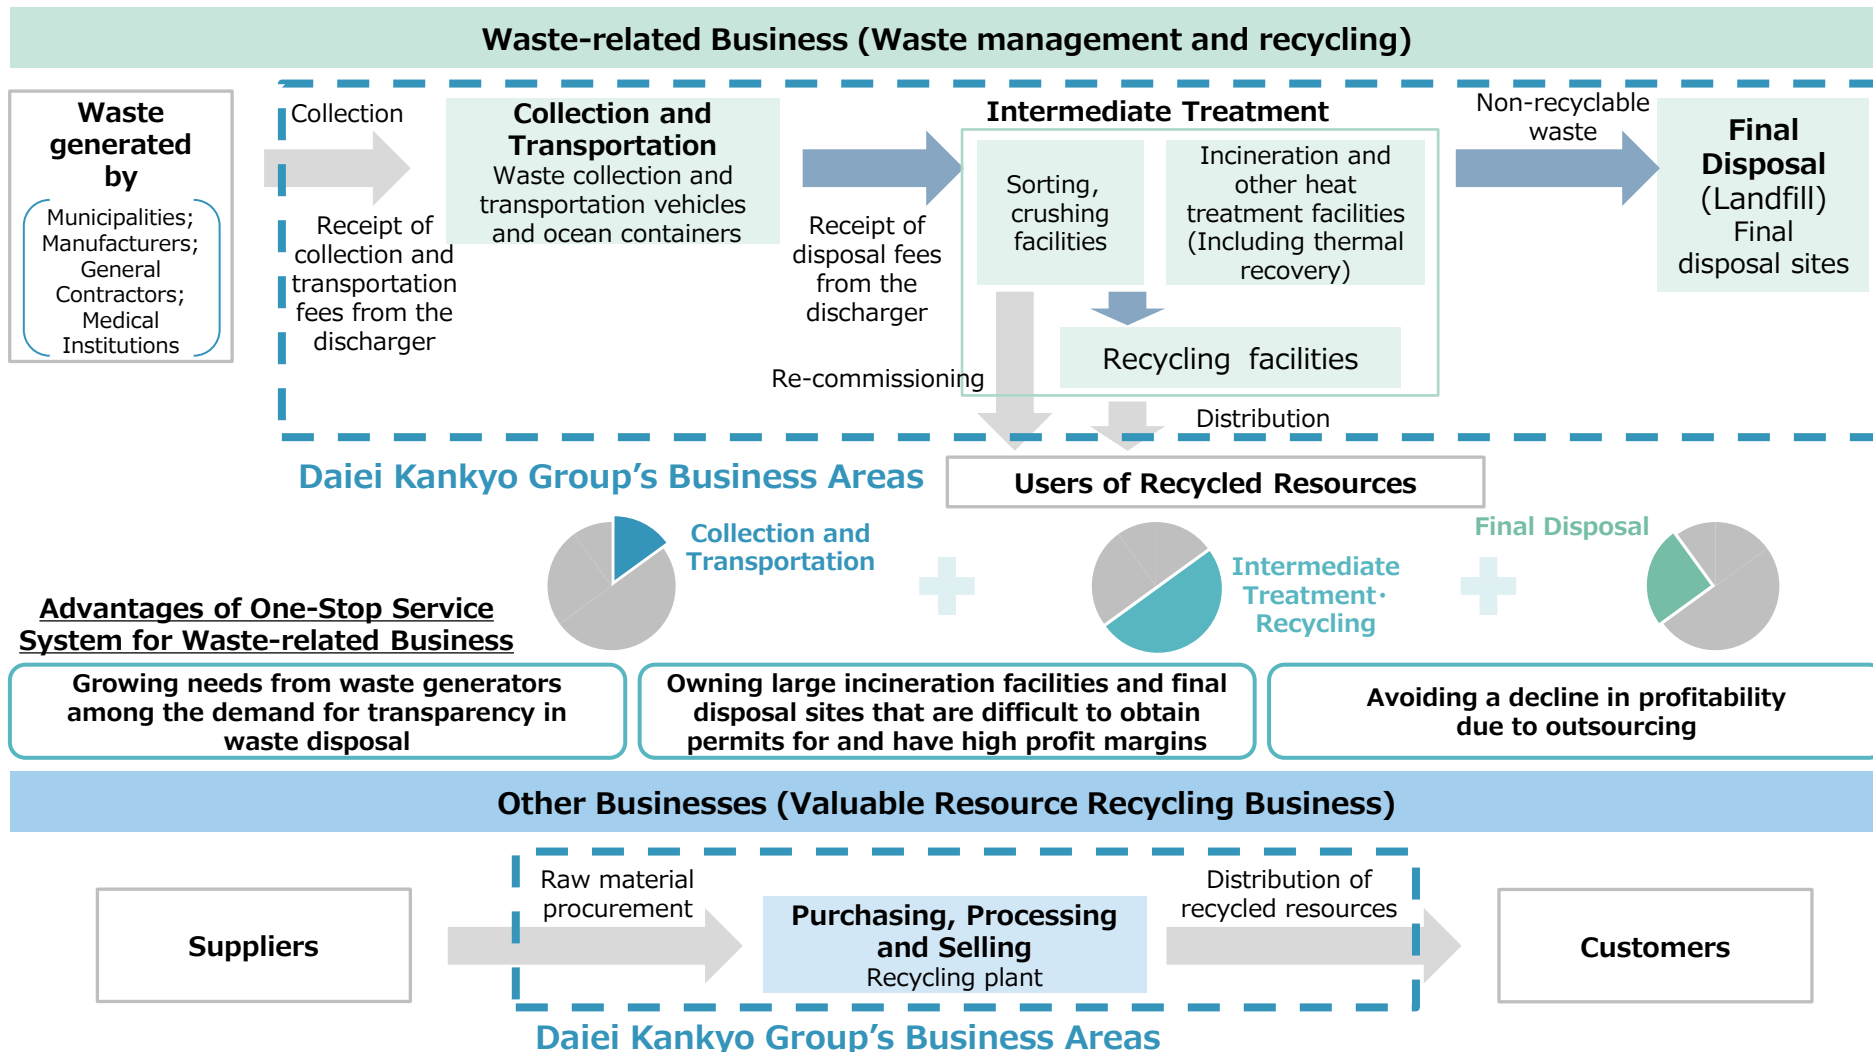 Waste-related Business (Waste management and recycling)
Waste
generated
by
Municipalities;
Manufacturers;
General
Contractors;
Medical
Institutions
Collection
Receipt of
collection and
transportation
fees from the
discharger
Collection and
Transportation
Waste collection and
transportation vehicles
and ocean containers
Receipt of
disposal fees
from the
discharger
Intermediate Treatment
Sorting,
crushing
facilities
Incineration and
other heat
treatment facilities
(Including thermal
recovery)
Recycling facilities
Non-recyclable
waste
Final
Disposal
(Landfill)
Final
disposal sites
Re-commissioning
Distribution
Daiei Kankyo Group’s Business Areas
Users of Recycled Resources
Collection and
Transportation
Intermediate
Treatment・
Recycling
Final Disposal
Advantages of One-Stop Service
System for Waste-related Business
Growing needs from waste generators
among the demand for transparency in
waste disposal
Owning large incineration facilities and final
disposal sites that are difficult to obtain
permits for and have high profit margins
Avoiding a decline in profitability
due to outsourcing
Other Businesses (Valuable Resource Recycling Business)
Suppliers
Raw material
procurement
Purchasing, Processing
and Selling
Recycling plant
Distribution of
recycled resources
Customers
Daiei Kankyo Group’s Business Areas